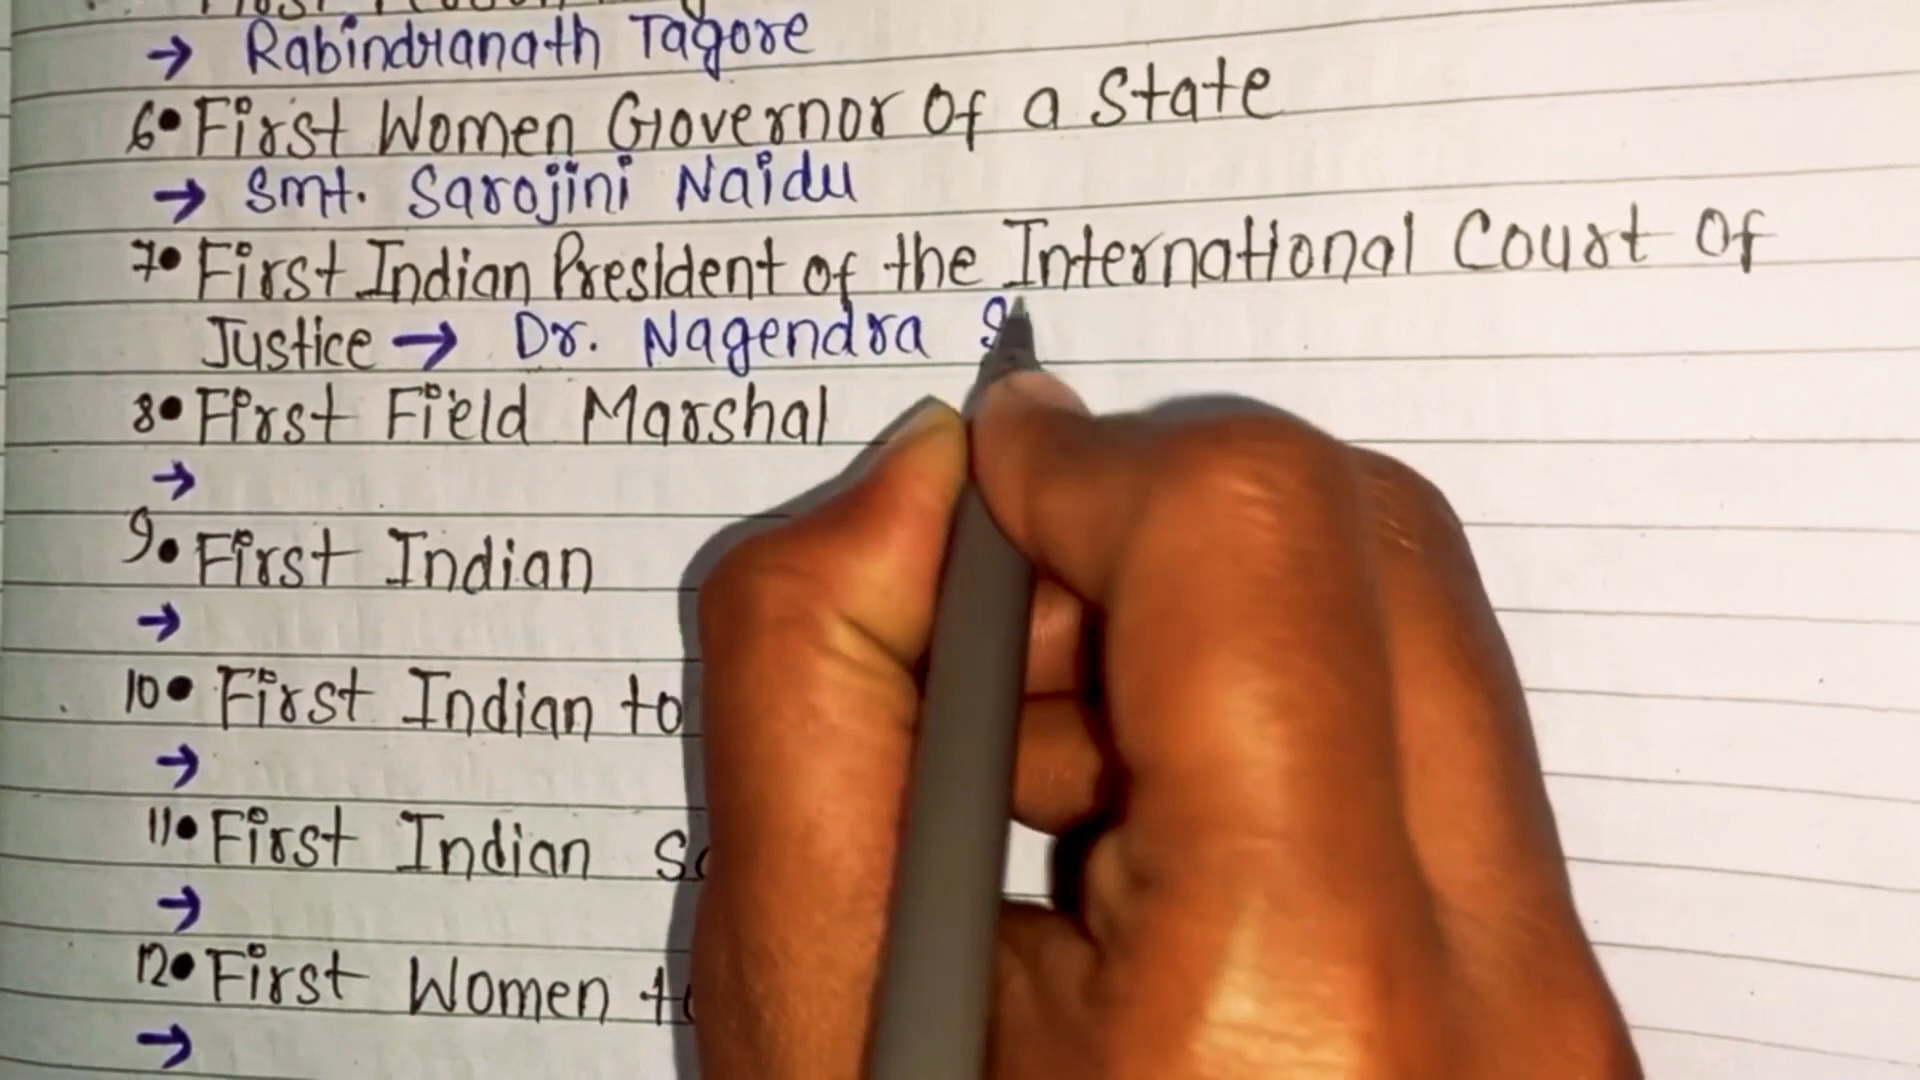 → Rabindranath Tagore
6• First Women Governor Of a State
→ Smt. Sarojini Naidu
7• First Indian President of the International Court Of
Justice → Dr. Nagendra S
8• First Field Marshal
→
9• First Indian
→
10• First Indian to
→
11• First Indian
→
12• First Women
→